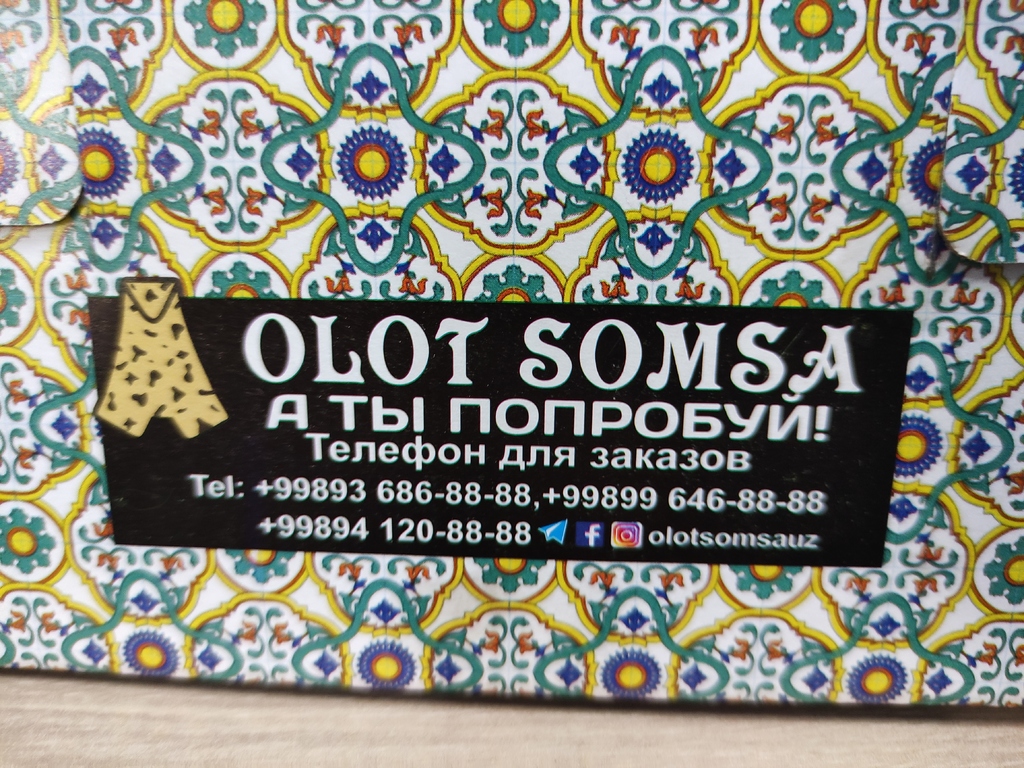 OLOT SOMSA
А ТЫ ПОПРОБУЙ!
Телефон для заказов
Tel: +99893 686-88-88,+99899 646-88-88
+99894 120-88-88 olotsomsauz